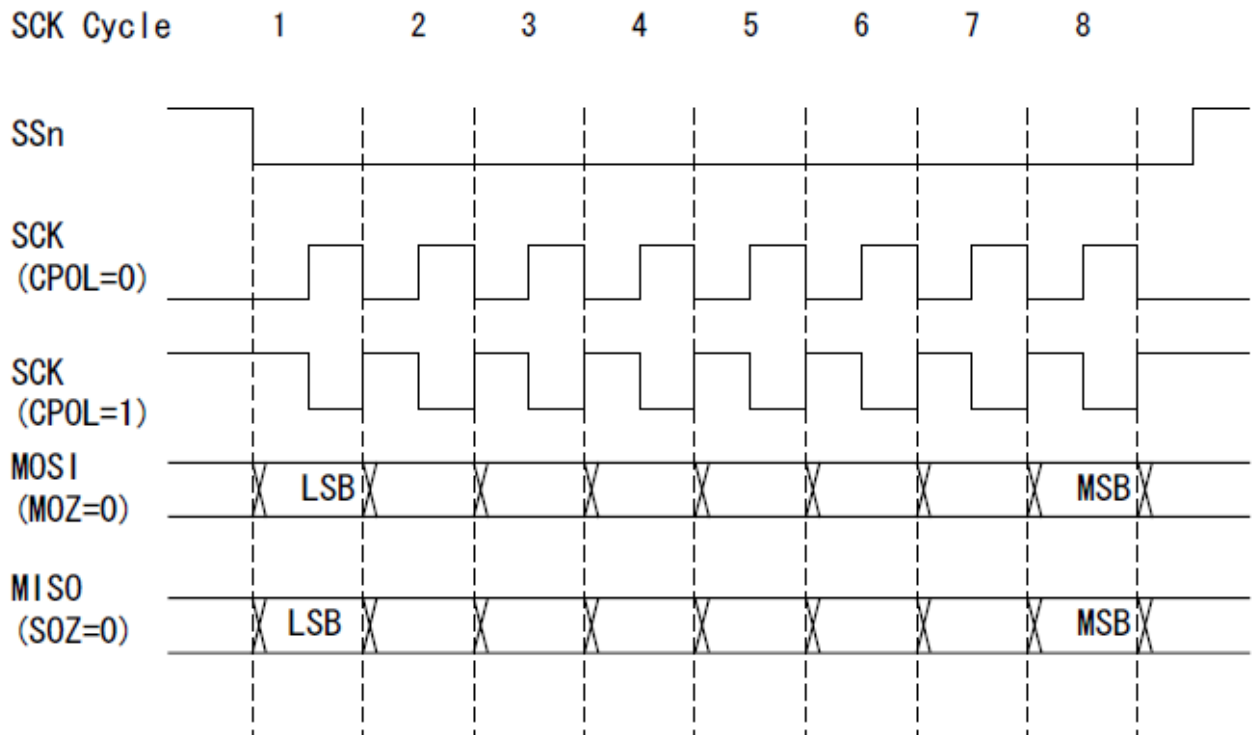 SCK Cycle 1 2 3 4 5 6 7 8
SSn
SCK
(CPOL=0)
SCK
(CPOL=1)
MOSI
(MOZ=0)
LSB MSB
MISO
(SOZ=0)
LSB MSB